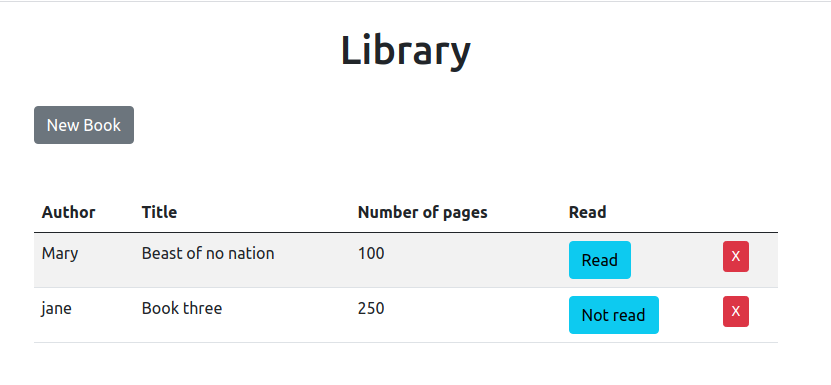 Library
New Book
Author Title Number of pages Read
Mary Beast of no nation 100 Read X
jane Book three 250 Not read X